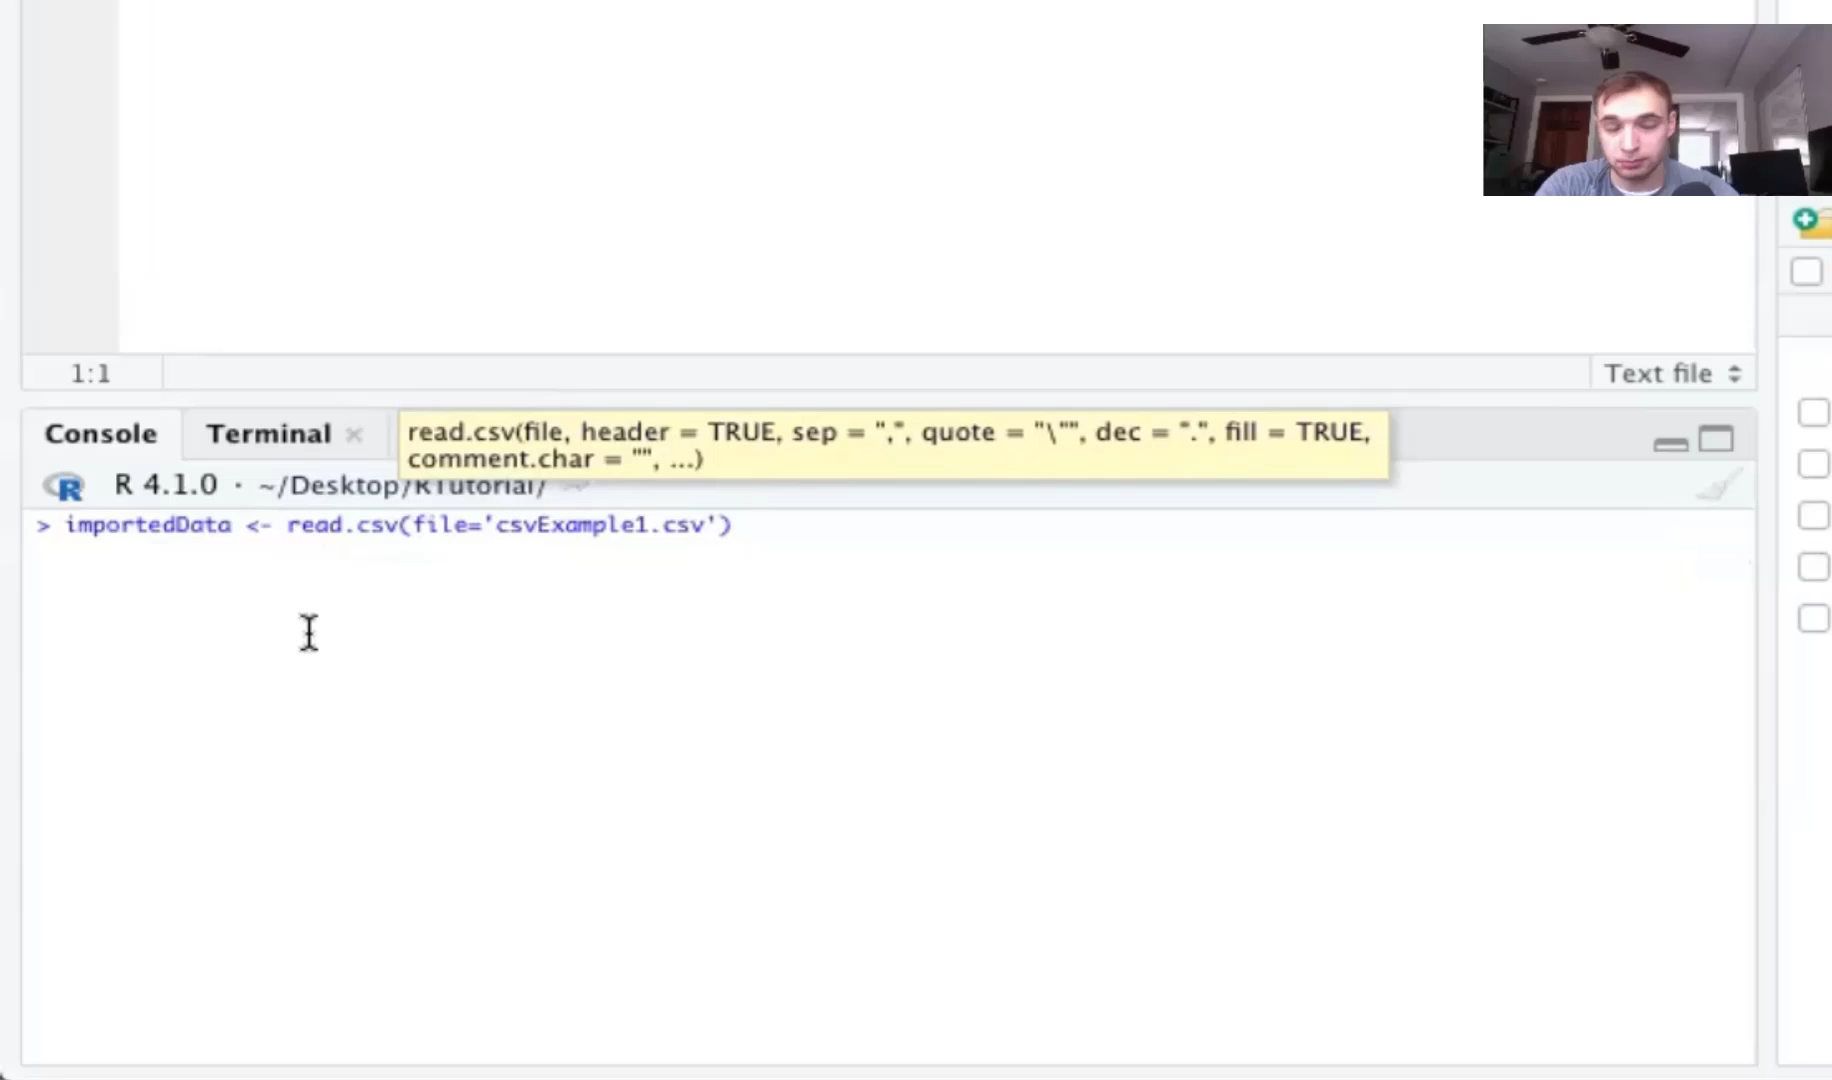 1:1
Text file
Console
Terminal
read.csv(file, header = TRUE, sep = ",", quote = "\"", dec = ".", fill = TRUE,
comment.char = "", ...)
R 4.1.0 · ~/Desktop/RTutorial/
> importedData <- read.csv(file='csvExample1.csv')